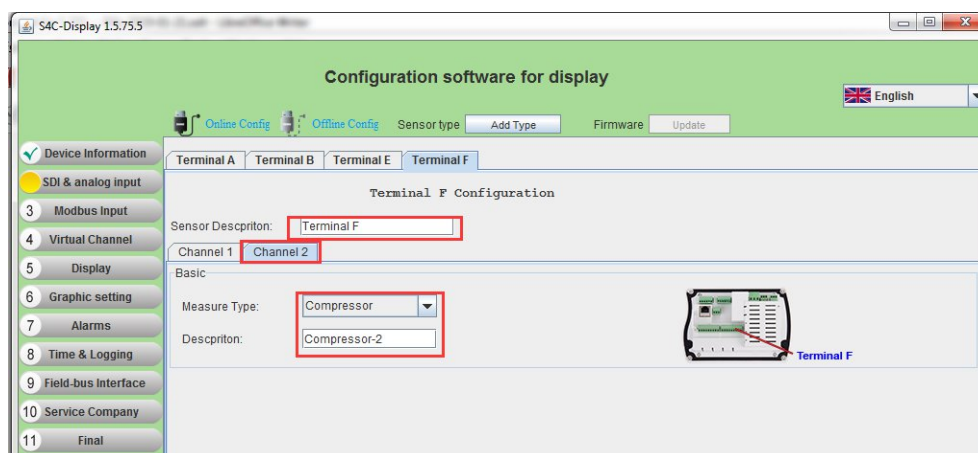 S4C-Display 1.5.75.5
Configuration software for display
English
Online Config Offline Config Sensor type Add Type Firmware Update
Device Information
SDI & analog input
3 Modbus Input
4 Virtual Channel
5 Display
6 Graphic setting
7 Alarms
8 Time & Logging
9 Field-bus Interface
10 Service Company
11 Final
Terminal A Terminal B Terminal E Terminal F
Terminal F Configuration
Sensor Descpriton: Terminal F
Channel 1 Channel 2
Basic
Measure Type: Compressor
Descpriton: Compressor-2
Terminal F